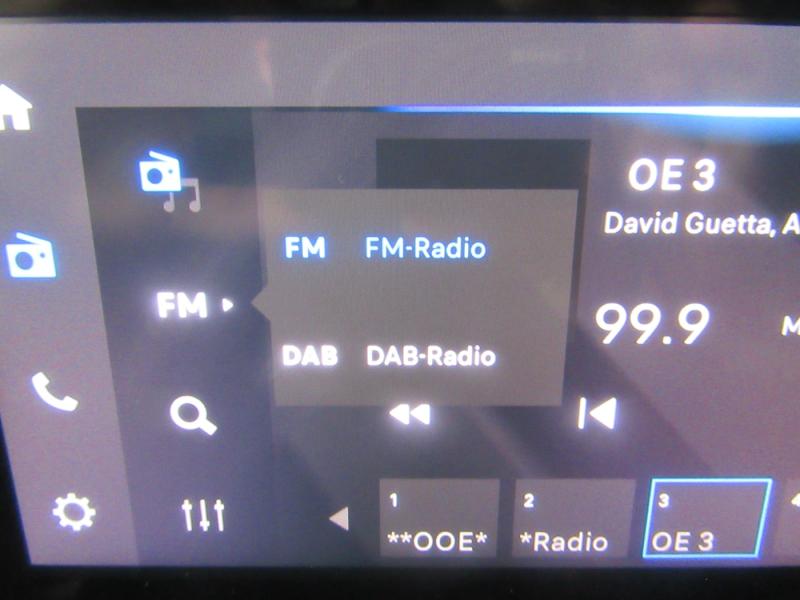 OE 3
David Guetta, A
FM FM-Radio
FM
99.9
DAB DAB-Radio
1
**OOE*
2
*Radio
3
OE 3
4